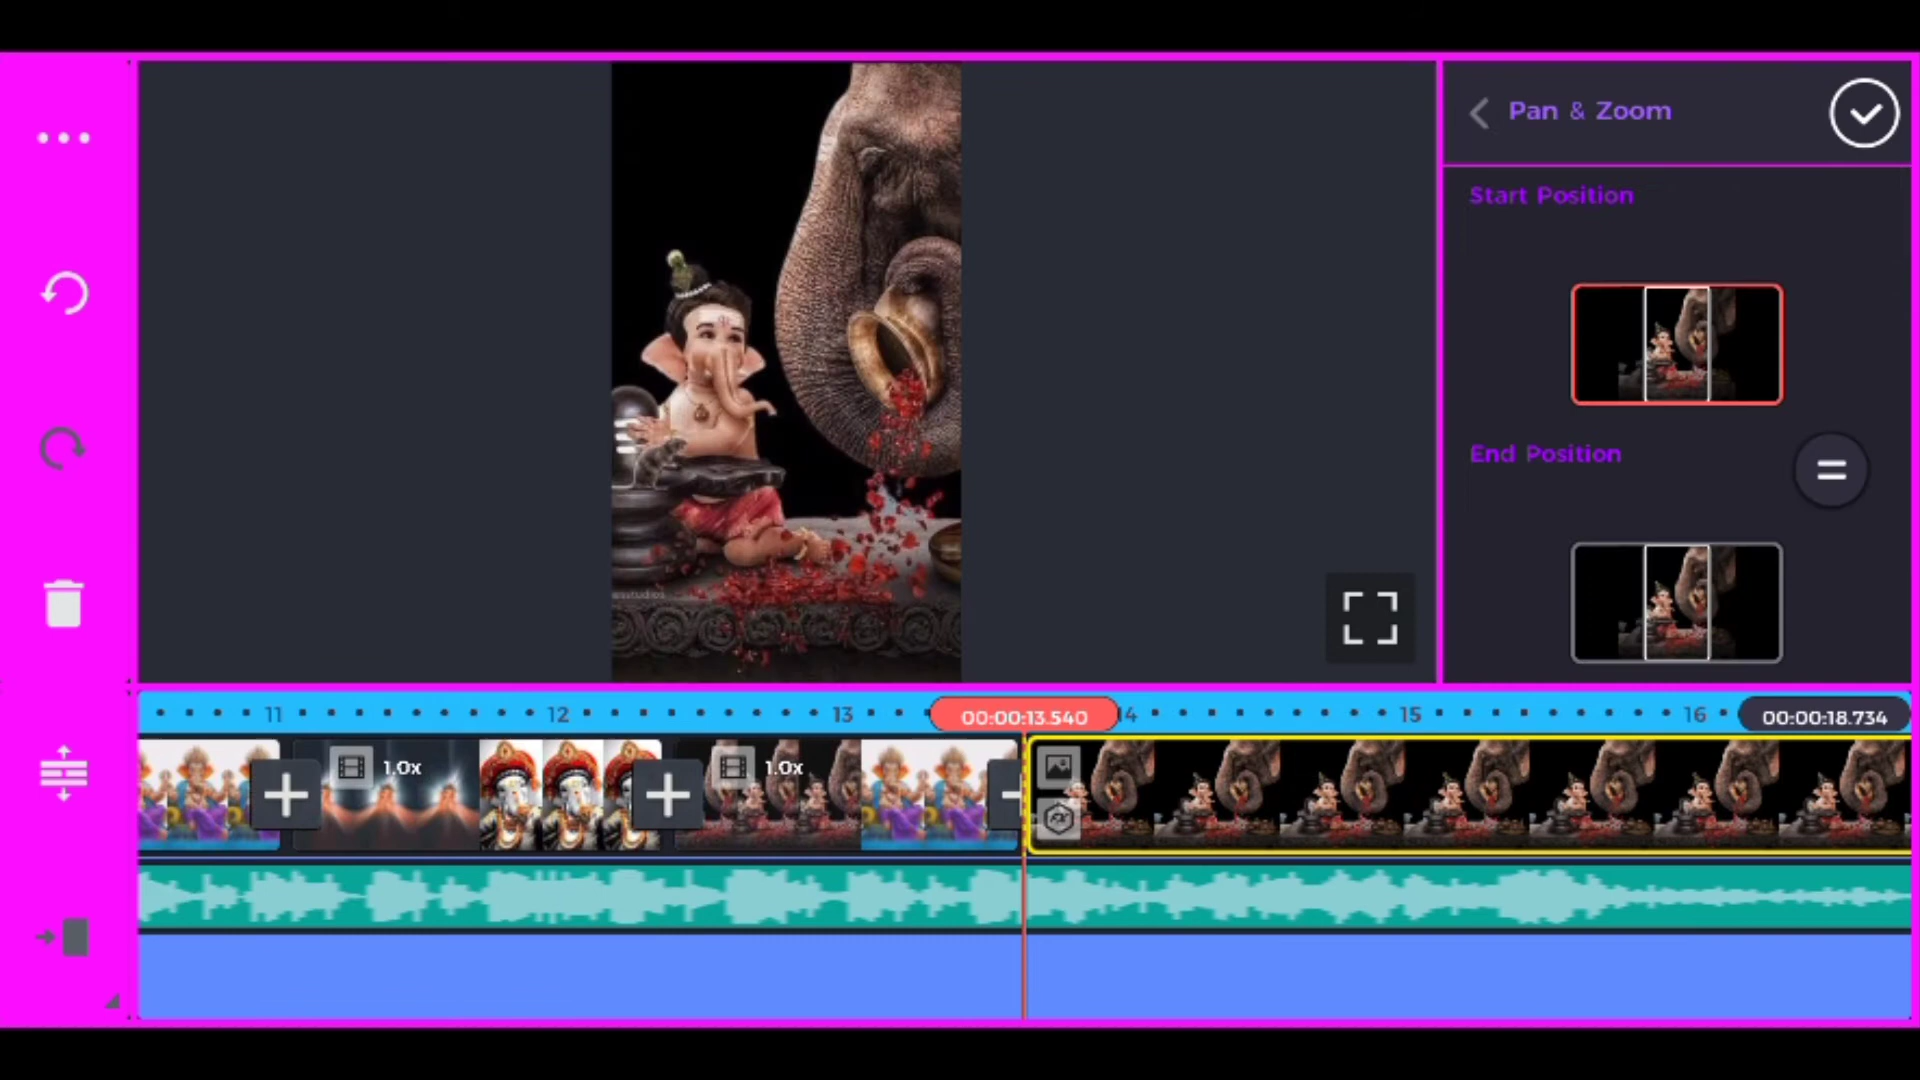 Pan & Zoom
Start Position
End Position
11
12
13
00:00:13.540
14
15
16
00:00:18.734
1.0x
1.0x